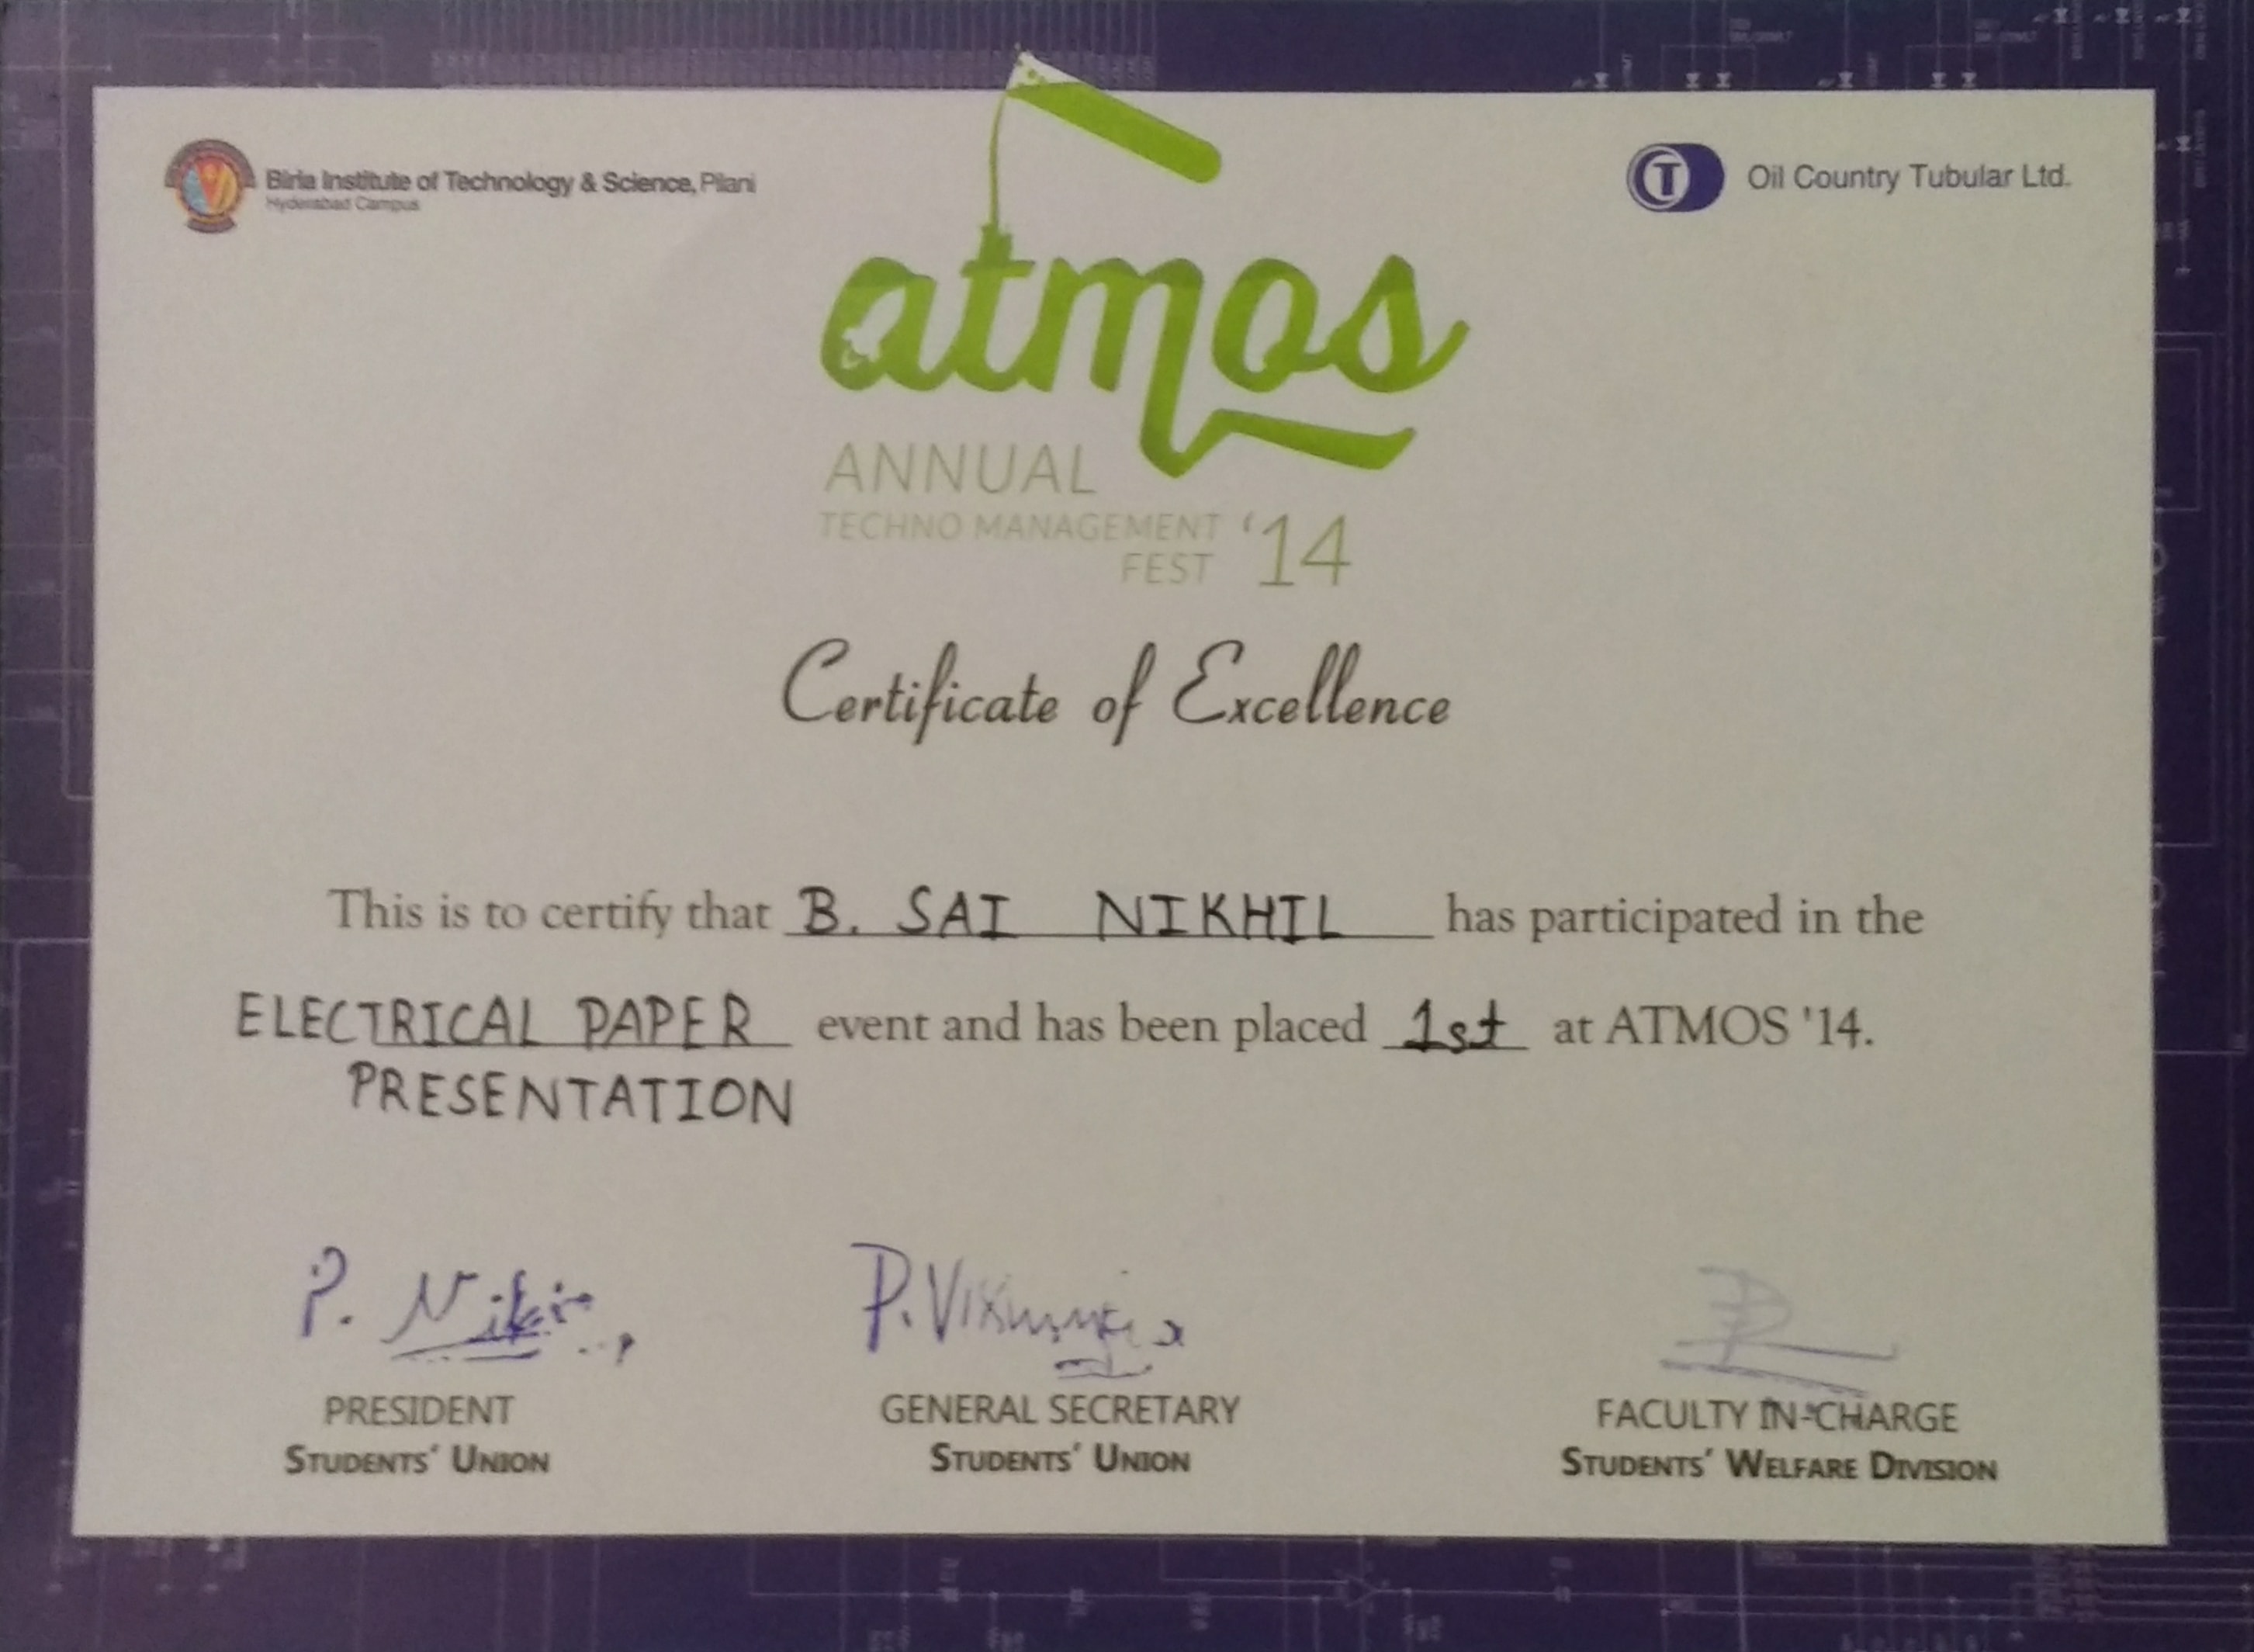 Birla Institute of Technology & Science, Pilani
Hyderabad Campus
T Oil Country Tubular Ltd.
atmos
ANNUAL
TECHNO MANAGEMENT
FEST '14
Certificate of Excellence
This is to certify that B. SAI NIKHIL has participated in the
ELECTRICAL PAPER event and has been placed 1st at ATMOS '14.
PRESENTATION
PRESIDENT
STUDENTS' UNION
GENERAL SECRETARY
STUDENTS' UNION
FACULTY IN-CHARGE
STUDENTS' WELFARE DIVISION